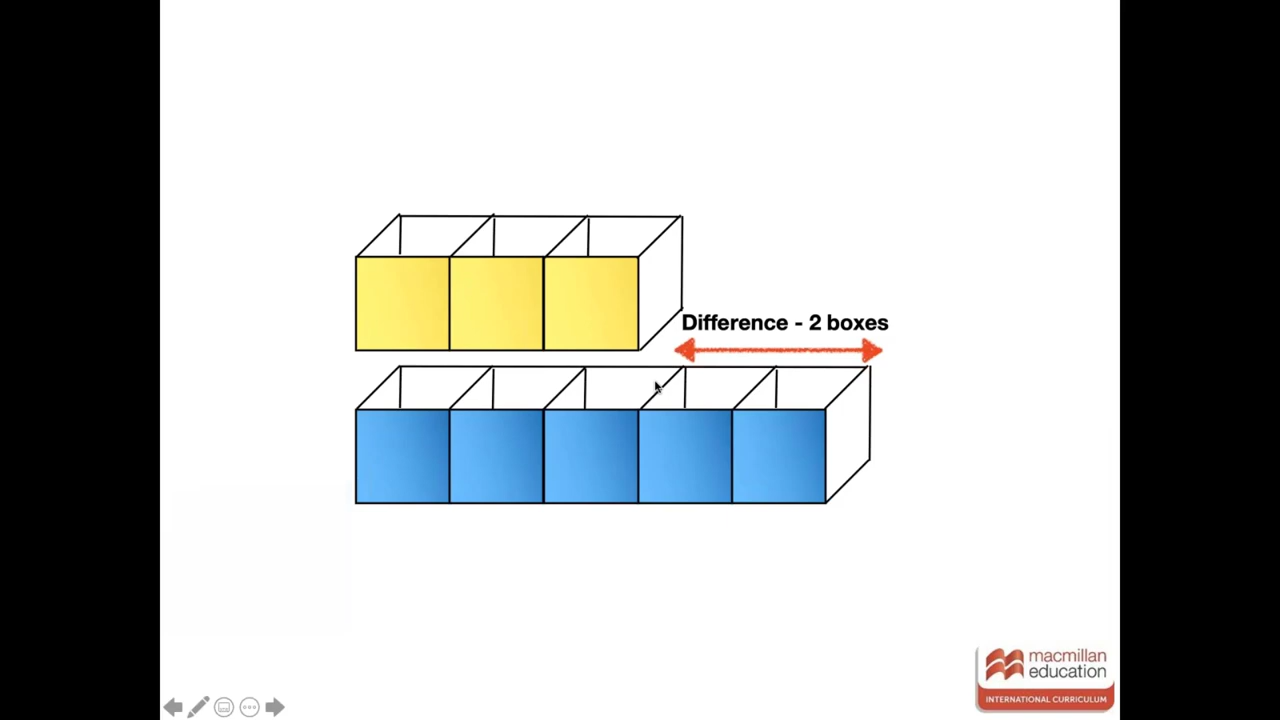 Difference - 2 boxes
macmillan
education
INTERNATIONAL CURRICULUM